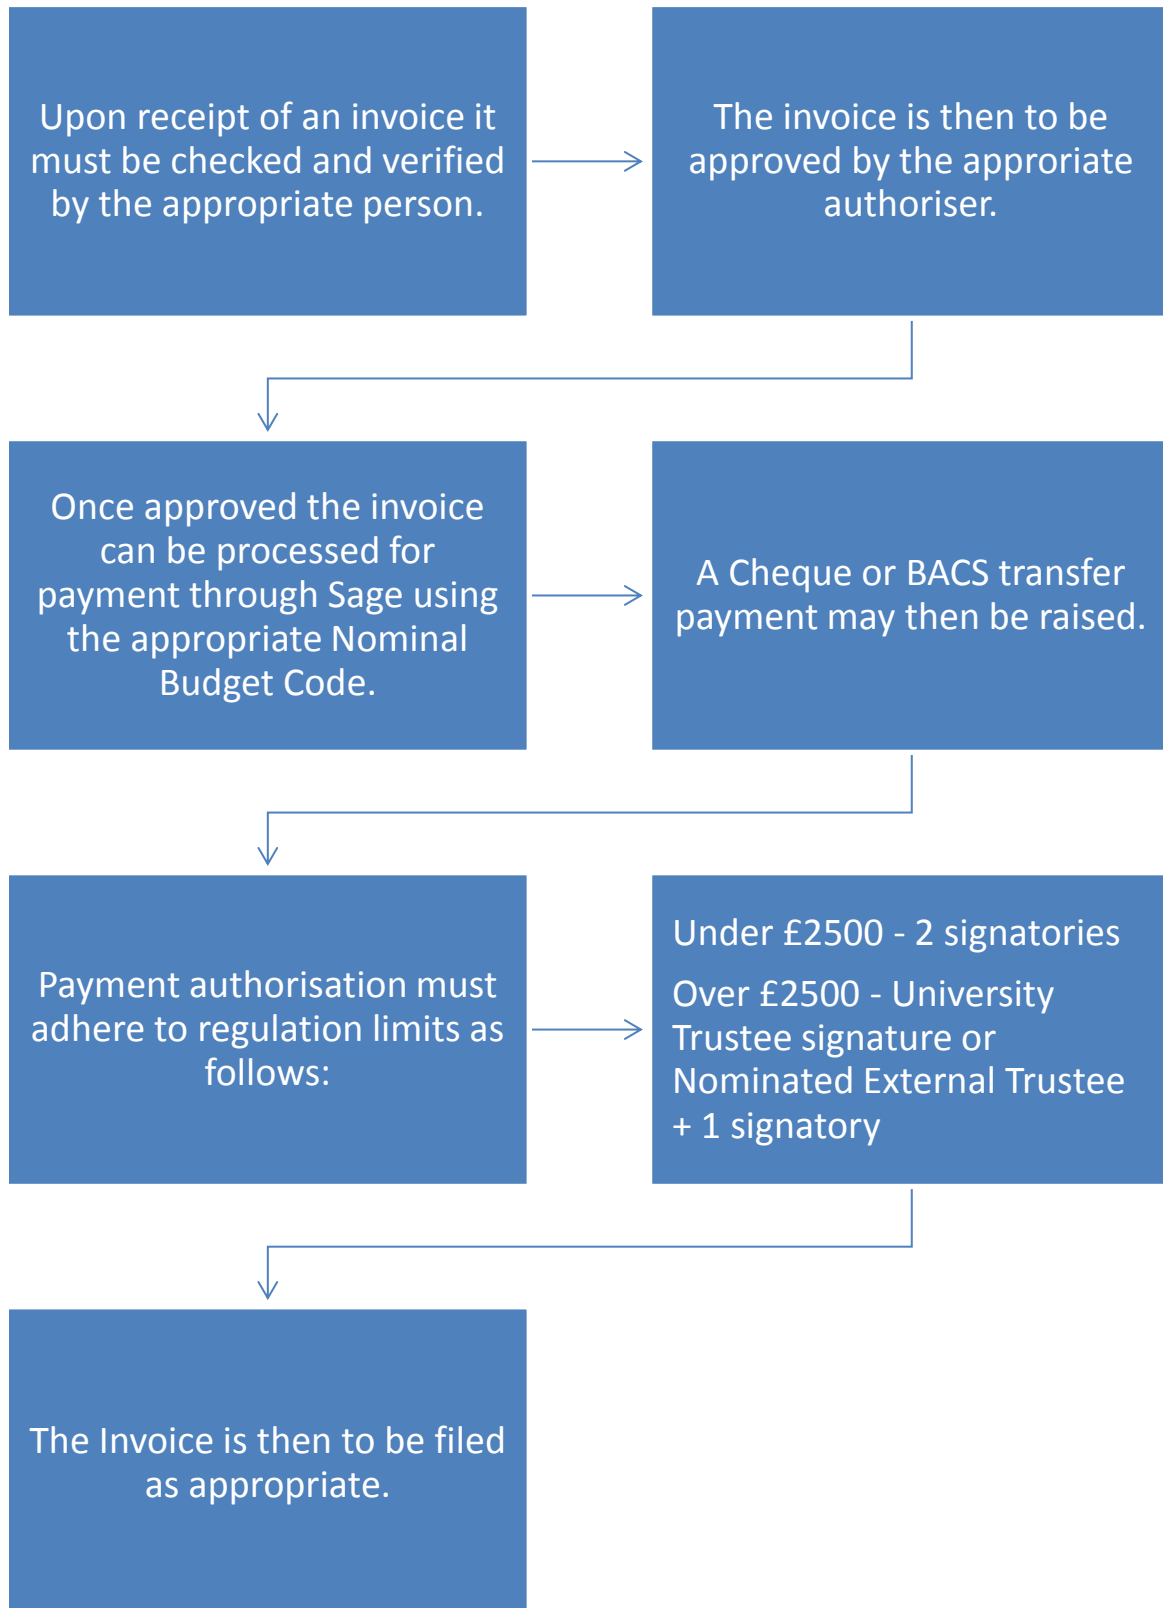 Upon receipt of an invoice it
must be checked and verified
by the appropriate person.
The invoice is then to be
approved by the approriate
authoriser.
Once approved the invoice
can be processed for
payment through Sage using
the appropriate Nominal
Budget Code.
A Cheque or BACS transfer
payment may then be raised.
Payment authorisation must
adhere to regulation limits as
follows:
Under £2500 - 2 signatories
Over £2500 - University
Trustee signature or
Nominated External Trustee
+ 1 signatory
The Invoice is then to be filed
as appropriate.